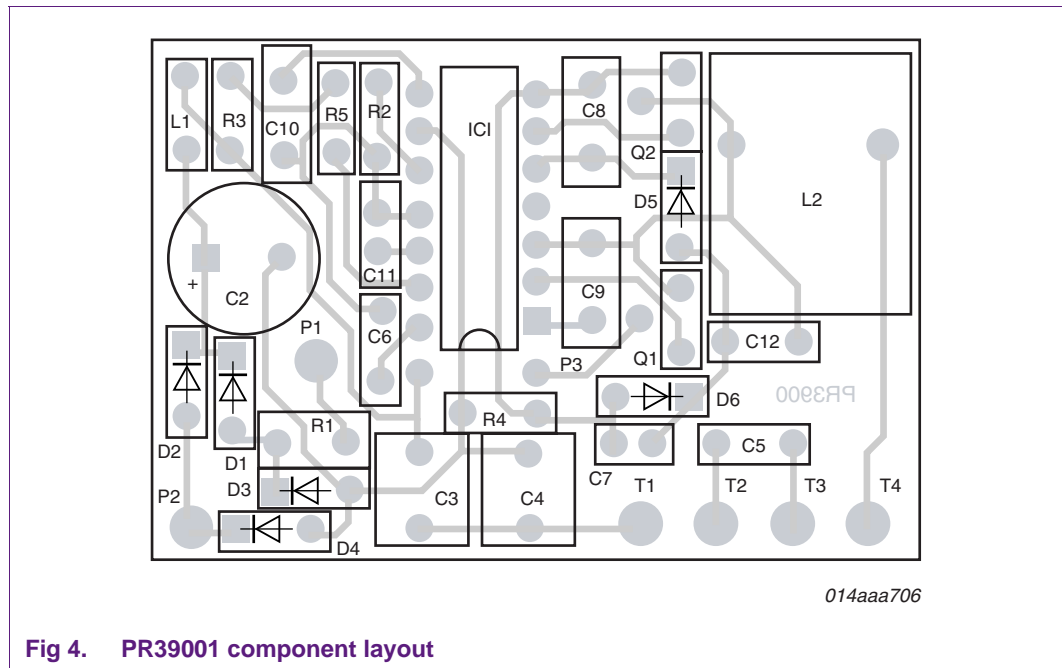 L1
R3
C10
R5
R2
ICI
C8
Q2
D5
L2
C11
C2
+
C6
C9
P1
P3
Q1
C12
D6
PR3900
R1
R4
C5
D2
D1
C7
P2
D3
C3
C4
T1
T2
T3
T4
D4
014aaa706
Fig 4. PR39001 component layout